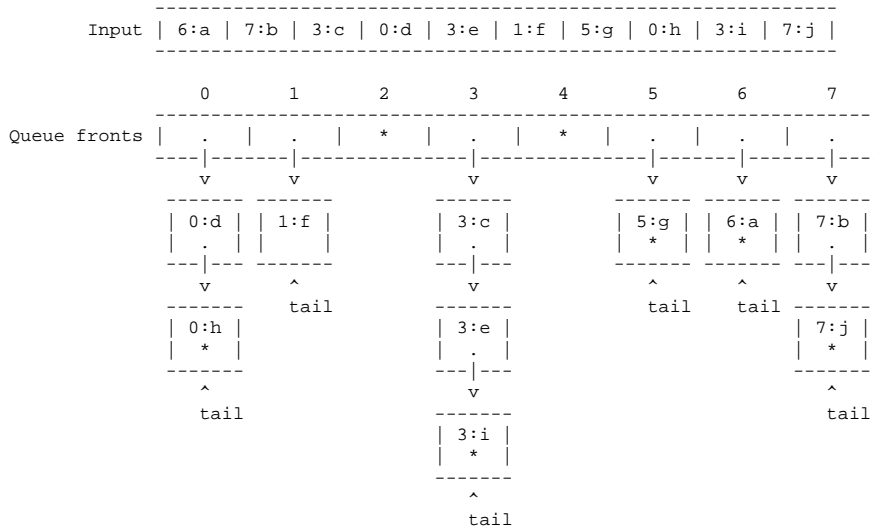 Input | 6:a | 7:b | 3:c | 0:d | 3:e | 1:f | 5:g | 0:h | 3:i | 7:j |
0 1 2 3 4 5 6 7
Queue fronts | . | . | * | . | * | . | . | . |
v v v v v v
| 0:d | | 1:f | | 3:c | | 5:g | | 6:a | | 7:b |
| . | | | | . | | * | | * | | . |
v ^ v ^ ^ v
tail tail tail
| 0:h | | 3:e | | 7:j |
| * | | . | | * |
^ v ^
tail tail
| 3:i |
| * |
^
tail